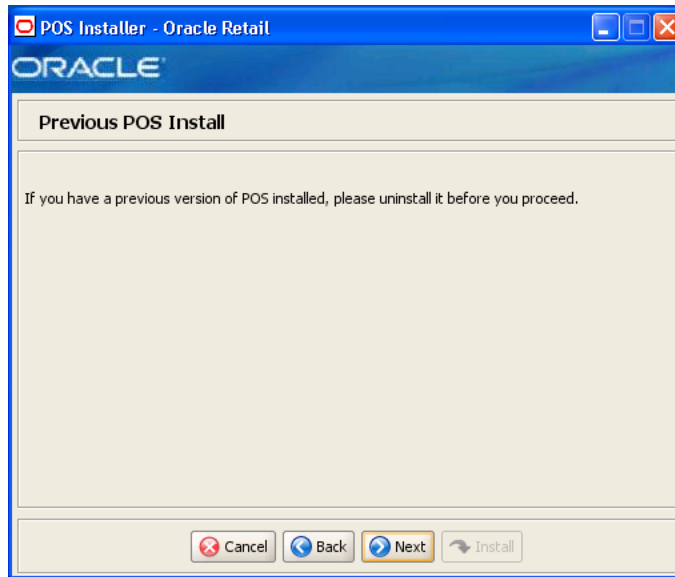 POS Installer - Oracle Retail
ORACLE
Previous POS Install
If you have a previous version of POS installed, please uninstall it before you proceed.
Cancel Back Next Install